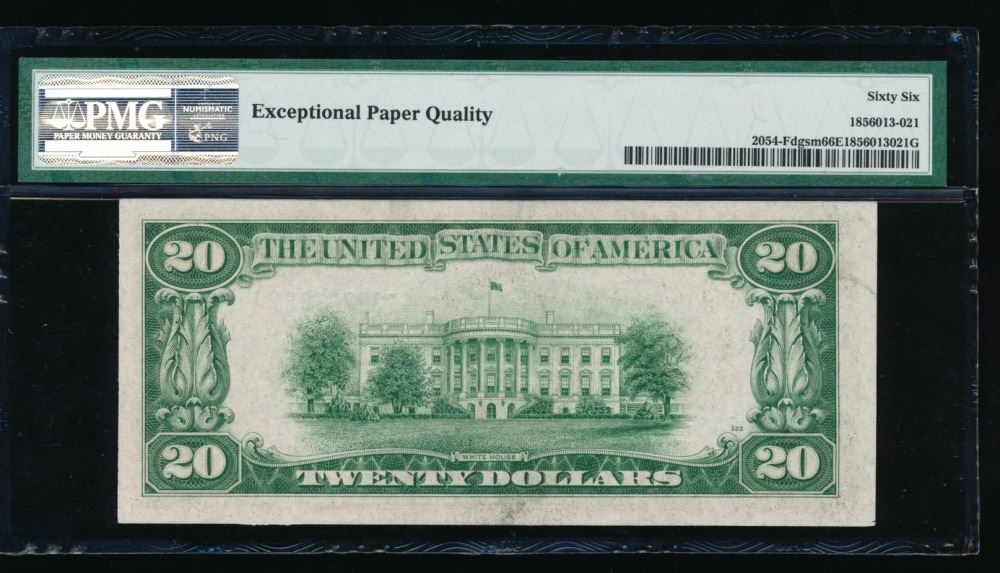 PMG
PAPER MONEY GUARANTY
NUMISMATIC
PNG
Exceptional Paper Quality
Sixty Six
1856013-021
2054-Fdgsm66E1856013021G
20
THE UNITED STATES OF AMERICA
20
322
WHITE HOUSE
20
TWENTY DOLLARS
20